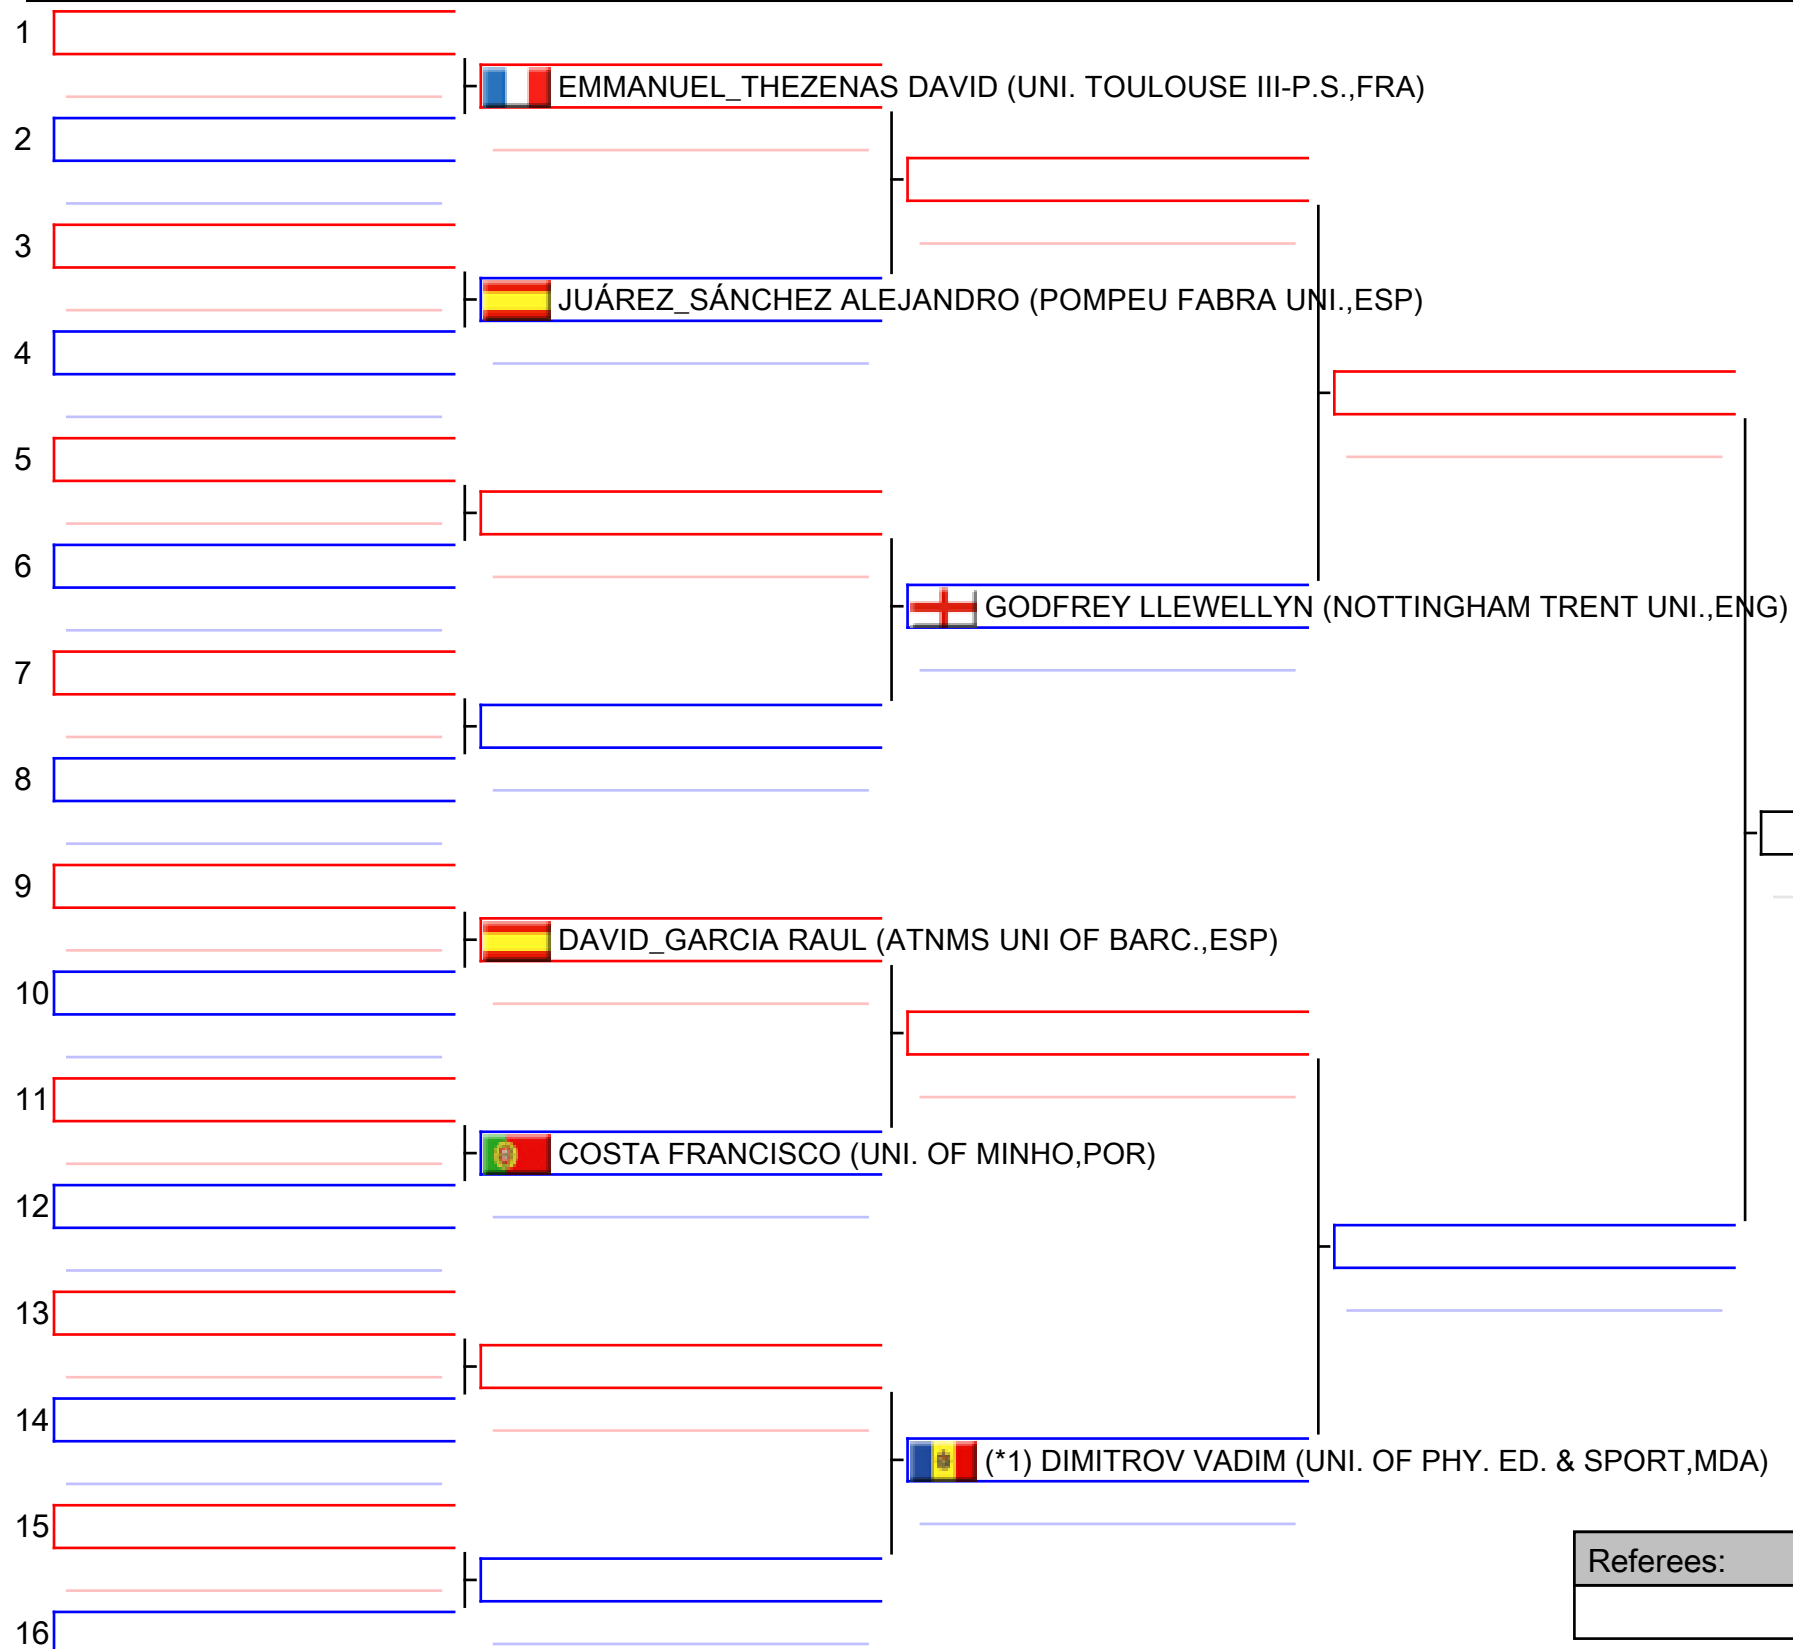 1
EMMANUEL_THEZENAS DAVID (UNI. TOULOUSE III-P.S.,FRA)
2
3
JUÁREZ_SÁNCHEZ ALEJANDRO (POMPEU FABRA UNI.,ESP)
4
5
6
GODFREY LLEWELLYN (NOTTINGHAM TRENT UNI.,ENG)
7
8
9
DAVID_GARCIA RAUL (ATNMS UNI OF BARC.,ESP)
10
11
COSTA FRANCISCO (UNI. OF MINHO,POR)
12
13
14
(*1) DIMITROV VADIM (UNI. OF PHY. ED. & SPORT,MDA)
15
Referees:
16